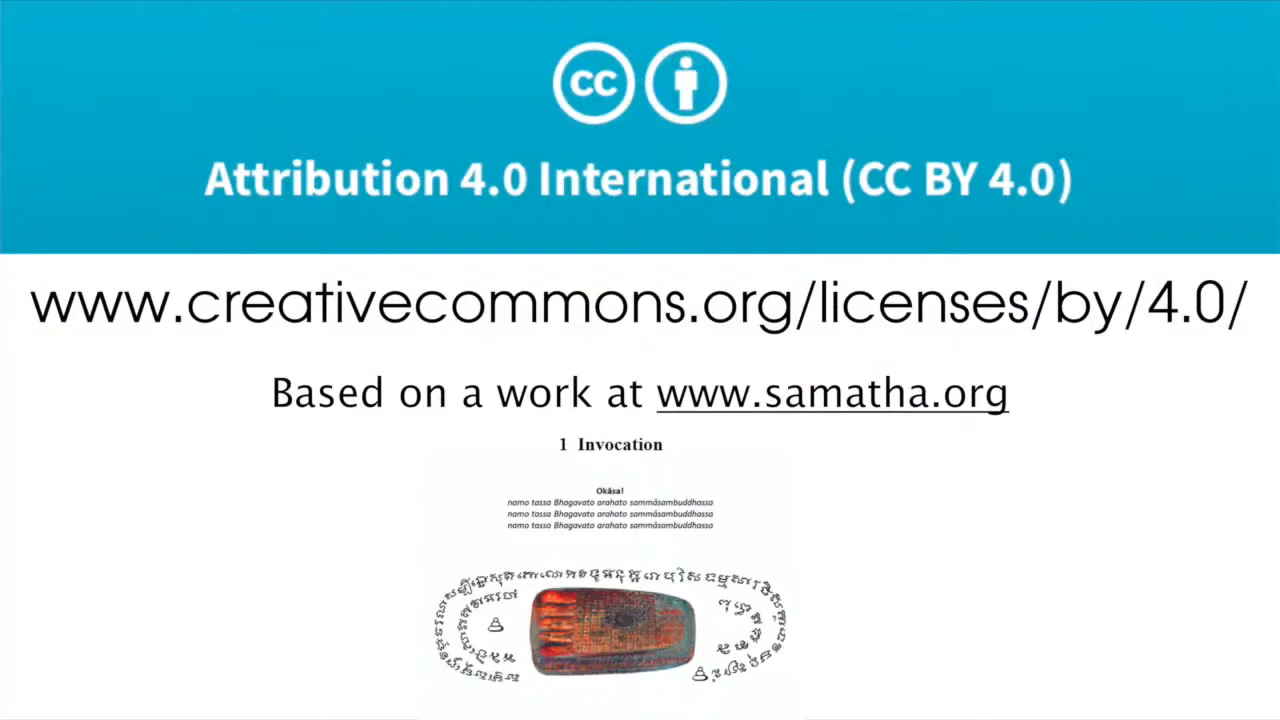 cc
Attribution 4.0 International (CC BY 4.0)
www.creativecommons.org/licenses/by/4.0/
Based on a work at www.samatha.org
1 Invocation
Okāsa!
namo tassa Bhagavato arahato sammāsambuddhassa
namo tassa Bhagavato arahato sammāsambuddhassa
namo tassa Bhagavato arahato sammāsambuddhassa